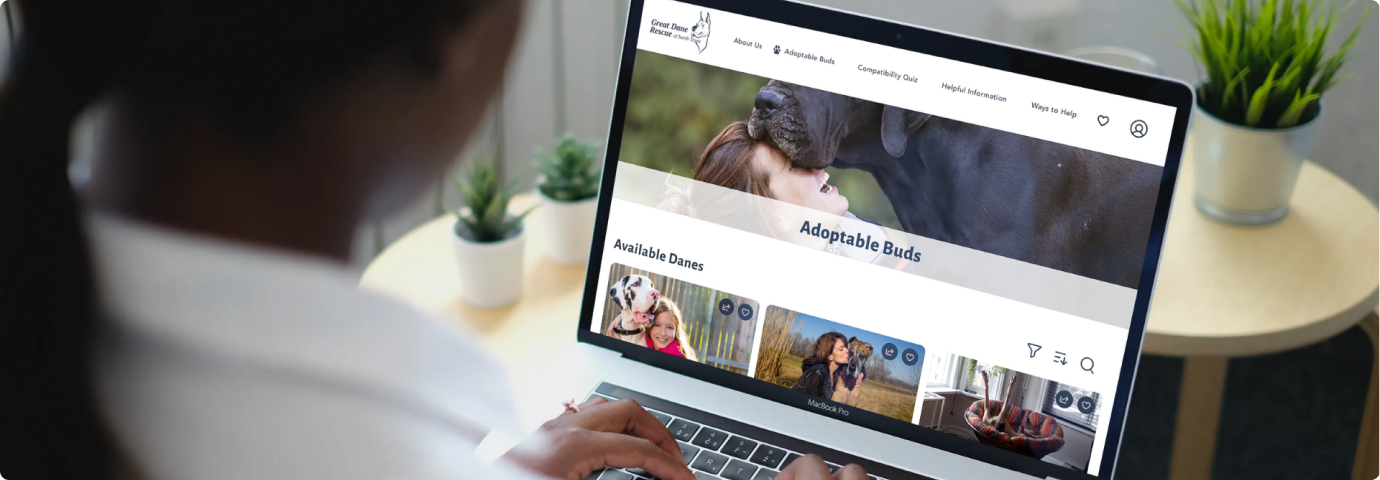 Great Dane
Rescue of North Texas
About Us
Adoptable Buds
Compatibility Quiz
Helpful Information
Ways to Help
Adoptable Buds
Available Danes
MacBook Pro